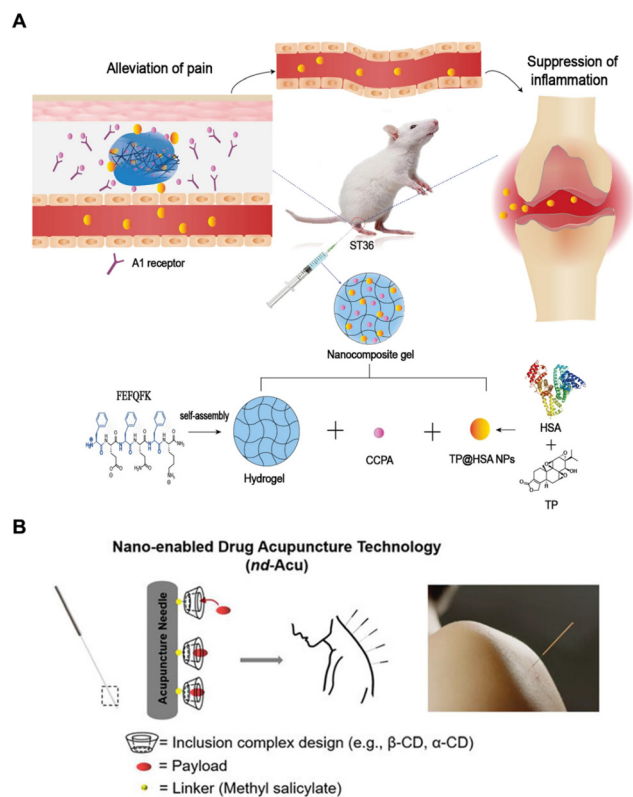 A
Alleviation of pain
Suppression of
inflammation
A1 receptor
ST36
Nanocomposite gel
FEFQFK
self-assembly
Hydrogel
+
CCPA
+
TP@HSA NPs
HSA
+
TP
B
Nano-enabled Drug Acupuncture Technology
(nd-Acu)
Acupuncture Needle
= Inclusion complex design (e.g., β-CD, α-CD)
= Payload
= Linker (Methyl salicylate)